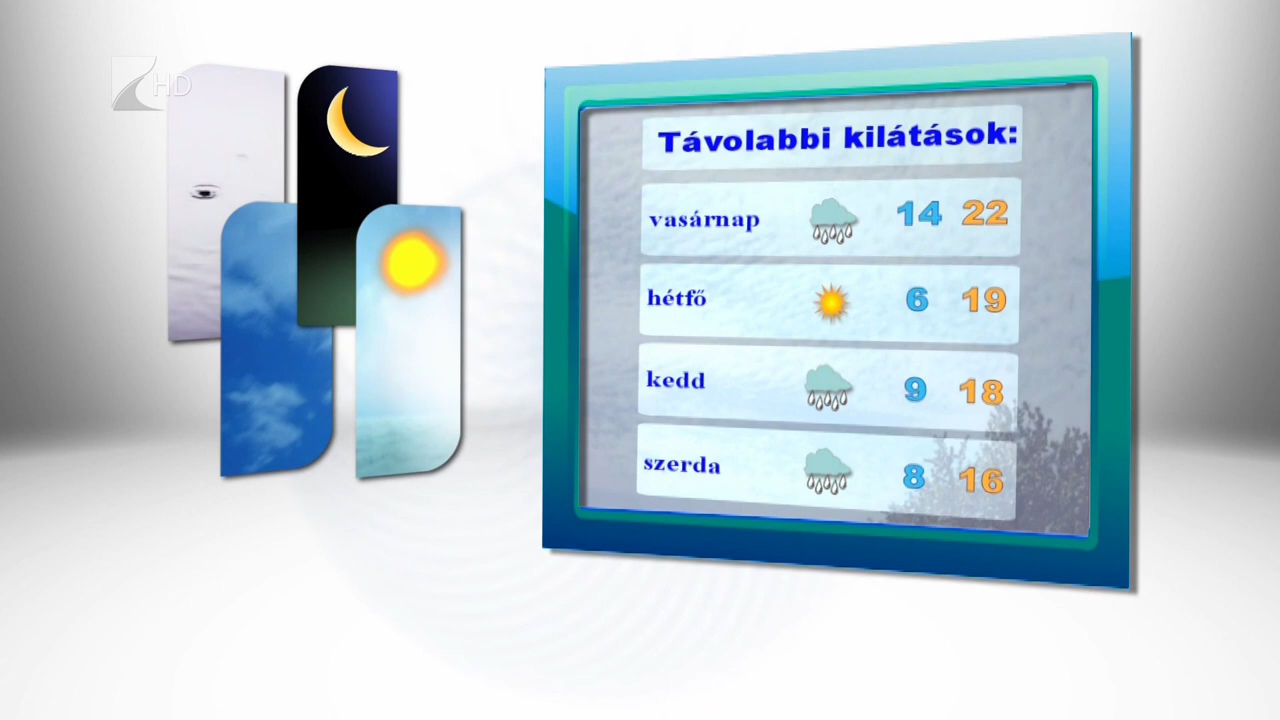 HD
Távolabbi kilátások:
vasárnap 14 22
hétfő 6 19
kedd 9 18
szerda 8 16